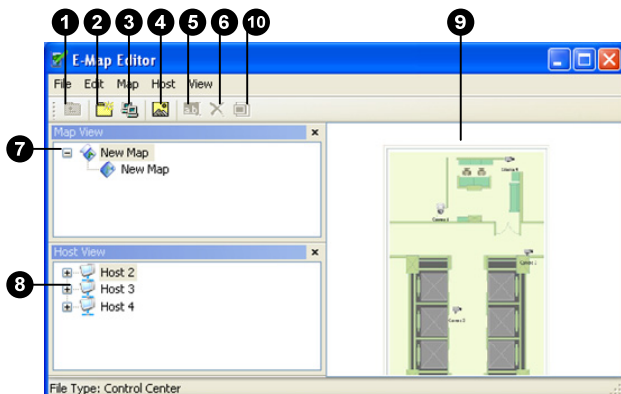 1 2 3 4 5 6 10 9
E-Map Editor
File Edit Map Host View
Map View
7
New Map
New Map
Host View
8
Host 2
Host 3
Host 4
File Type: Control Center